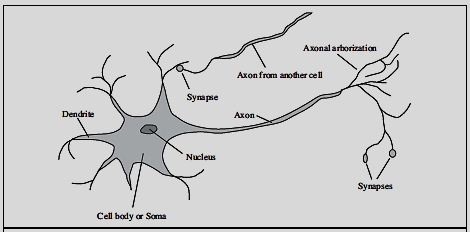 Axonal arborization
Axon from another cell
Synapse
Dendrite
Axon
Nucleus
Synapses
Cell body or Soma